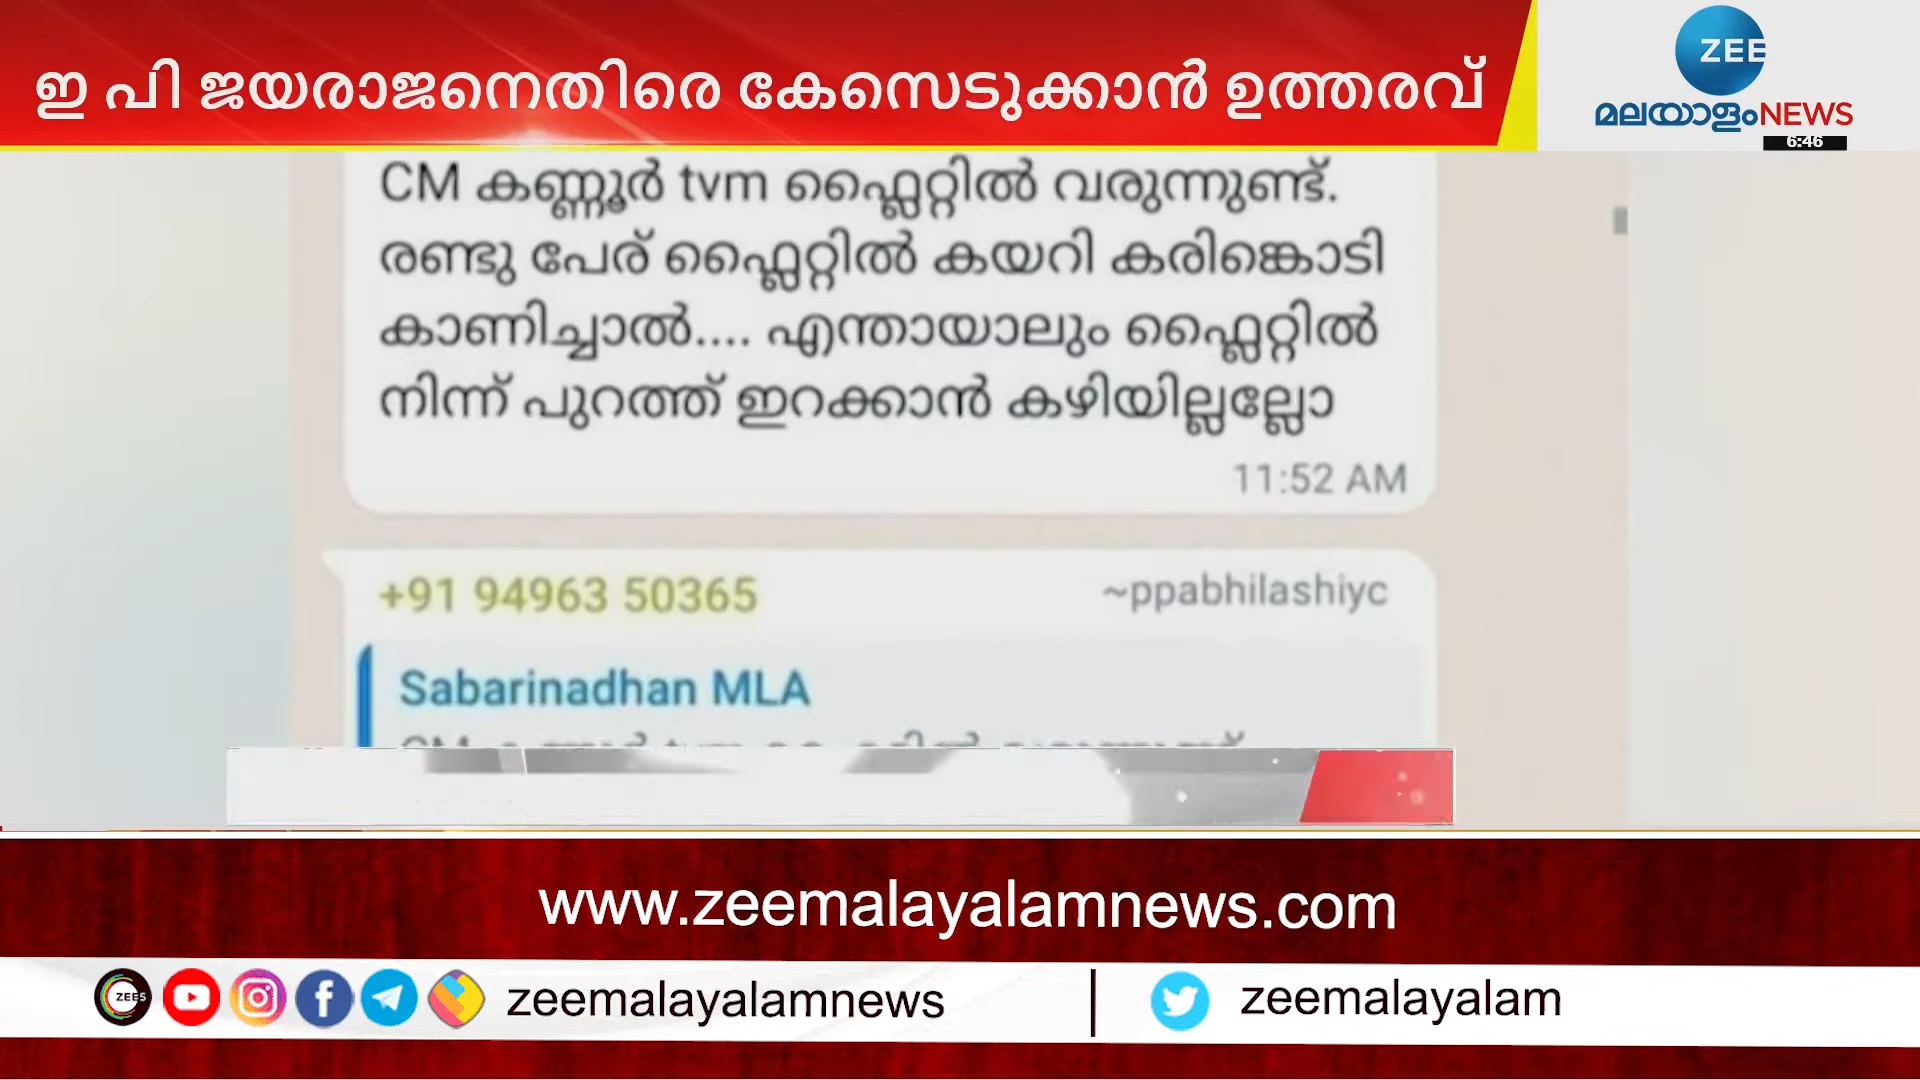 ഇ പി ജയരാജനെതിരെ കേസെടുക്കാൻ ഉത്തരവ്
ZEE
മലയാളം NEWS
6:46
CM കണ്ണൂർ tvm ഫ്ലൈറ്റിൽ വരുന്നുണ്ട്.
രണ്ടു പേര് ഫ്ലൈറ്റിൽ കയറി കരിങ്കൊടി
കാണിച്ചാൽ.... എന്തായാലും ഫ്ലൈറ്റിൽ
നിന്ന് പുറത്ത് ഇറക്കാൻ കഴിയില്ലല്ലോ
11:52 AM
+91 94963 50365 ~ppabhilashiyc
Sabarinadhan MLA
www.zeemalayalamnews.com
ZEE5 zeemalayalamnews | zeemalayalam